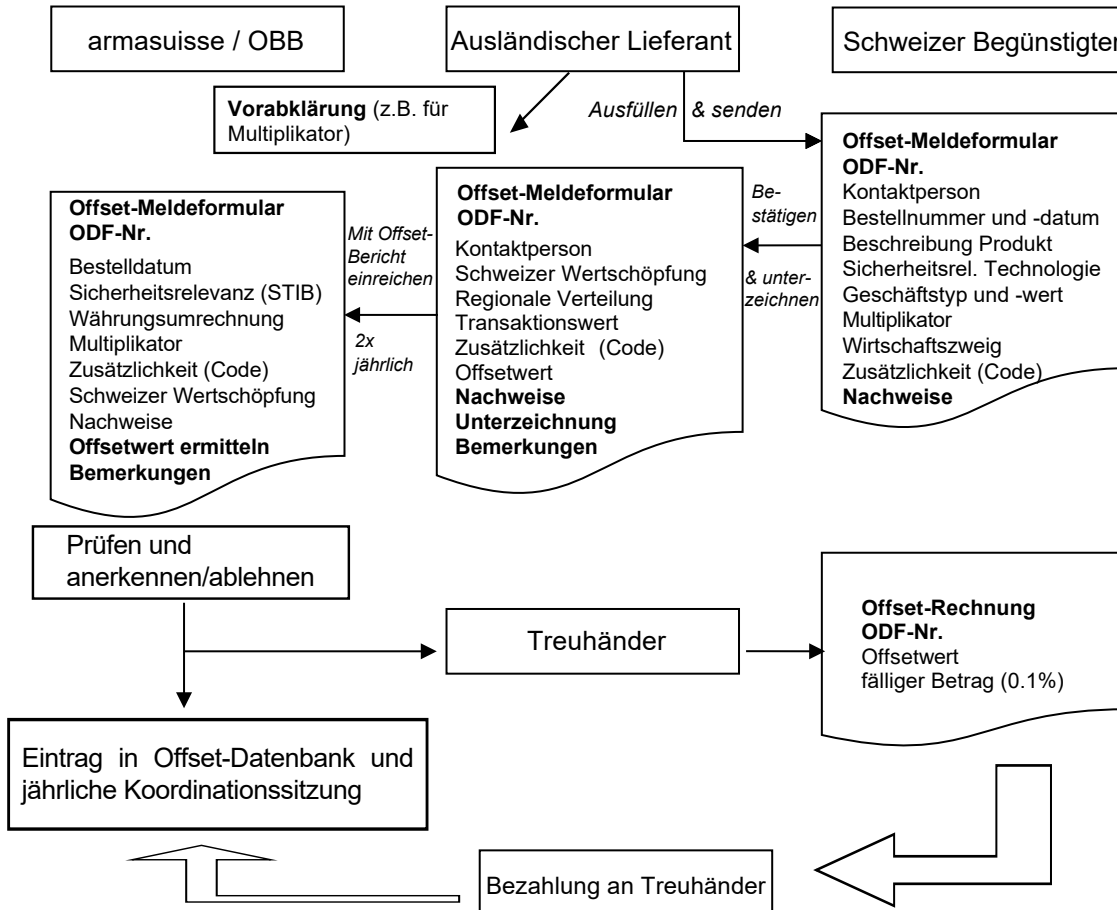 armasuisse / OBB
Ausländischer Lieferant
Schweizer Begünstigter
Vorabklärung (z.B. für
Multiplikator)
Ausfüllen & senden
Offset-Meldeformular
ODF-Nr.
Kontaktperson
Bestellnummer und -datum
Beschreibung Produkt
Sicherheitsrel. Technologie
Geschäftstyp und -wert
Multiplikator
Wirtschaftszweig
Zusätzlichkeit (Code)
Nachweise
Be-
stätigen
& unter-
zeichnen
Offset-Meldeformular
ODF-Nr.
Kontaktperson
Schweizer Wertschöpfung
Regionale Verteilung
Transaktionswert
Zusätzlichkeit (Code)
Offsetwert
Nachweise
Unterzeichnung
Bemerkungen
Mit Offset-
Bericht
einreichen
2x
jährlich
Offset-Meldeformular
ODF-Nr.
Bestelldatum
Sicherheitsrelevanz (STIB)
Währungsumrechnung
Multiplikator
Zusätzlichkeit (Code)
Schweizer Wertschöpfung
Nachweise
Offsetwert ermitteln
Bemerkungen
Prüfen und
anerkennen/ablehnen
Treuhänder
Offset-Rechnung
ODF-Nr.
Offsetwert
fälliger Betrag (0.1%)
Eintrag in Offset-Datenbank und
jährliche Koordinationssitzung
Bezahlung an Treuhänder